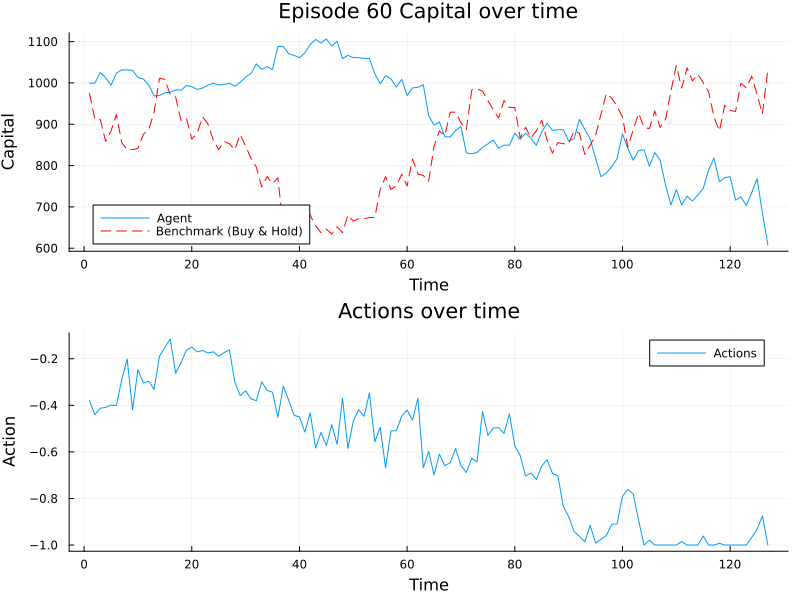 Episode 60 Capital over time
1100
1000
900
800
700
600
Capital
Agent
Benchmark (Buy & Hold)
0
20
40
60
80
100
120
Time
Actions over time
−0.2
−0.4
−0.6
−0.8
−1.0
Action
Actions
0
20
40
60
80
100
120
Time